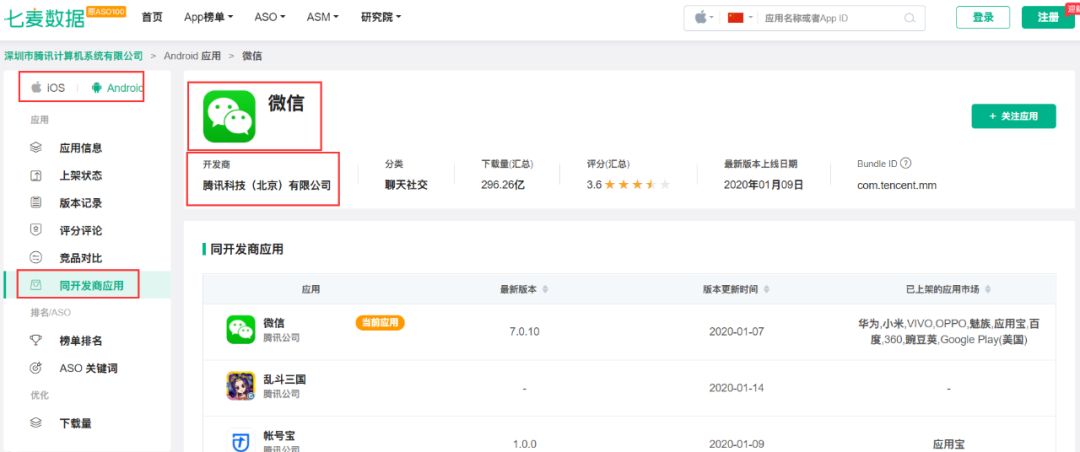 七麦数据 原ASO100 首页 App榜单 ASO ASM 研究院 应用名称或者App ID 登录 注册
深圳市腾讯计算机系统有限公司 > Android 应用 > 微信
iOS Android
应用
应用信息
上架状态
版本记录
评分评论
竞品对比
同开发商应用
排名/ASO
榜单排名
ASO 关键词
优化
下载量
微信
+ 关注应用
开发商 分类 下载量(汇总) 评分(汇总) 最新版本上线日期 Bundle ID ?
腾讯科技（北京）有限公司 聊天社交 296.26亿 3.6 2020年01月09日 com.tencent.mm
同开发商应用
应用 最新版本 版本更新时间 已上架的应用市场
微信 当前应用
腾讯公司
7.0.10 2020-01-07
华为,小米,VIVO,OPPO,魅族,应用宝,百
度,360,豌豆荚,Google Play(美国)
乱斗三国
腾讯公司
- 2020-01-14 -
帐号宝
腾讯公司
1.0.0 2020-01-09 应用宝